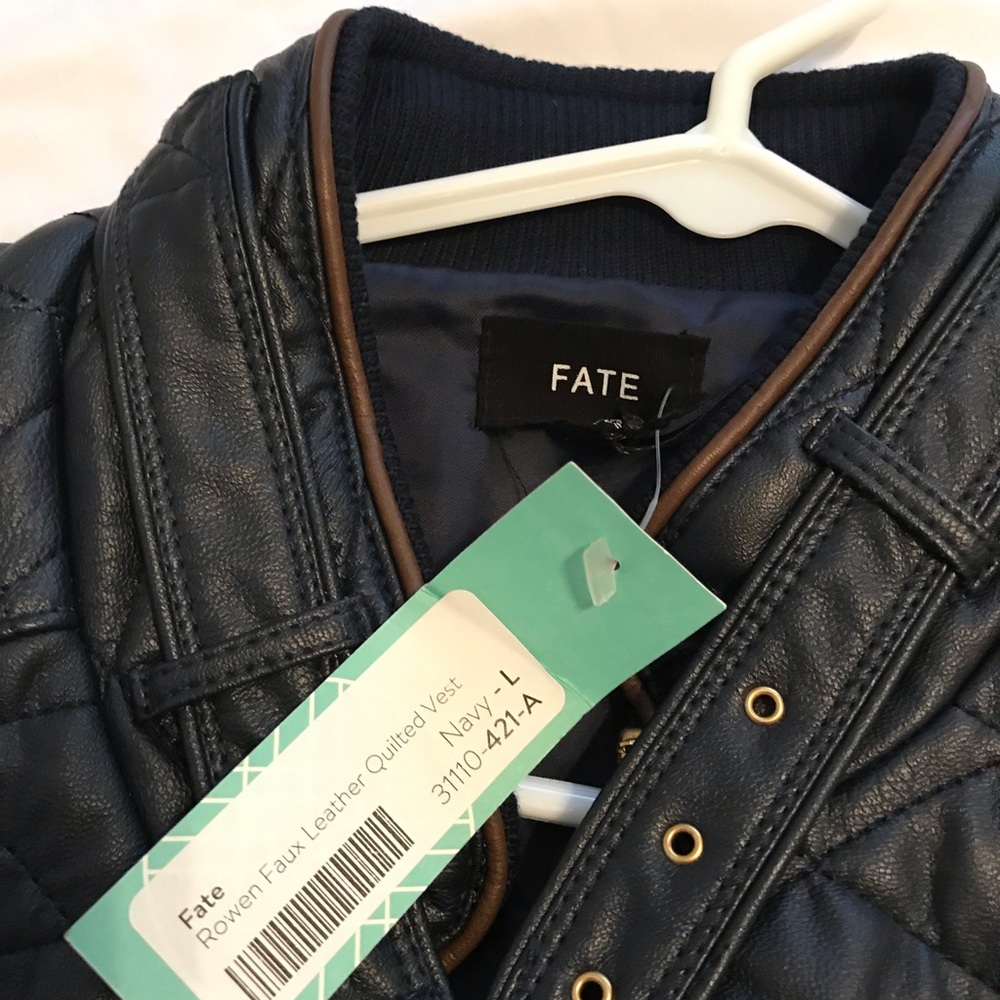 FATE
Fate
Rowen Faux Leather Quilted Vest
Navy - L
31110-421-A